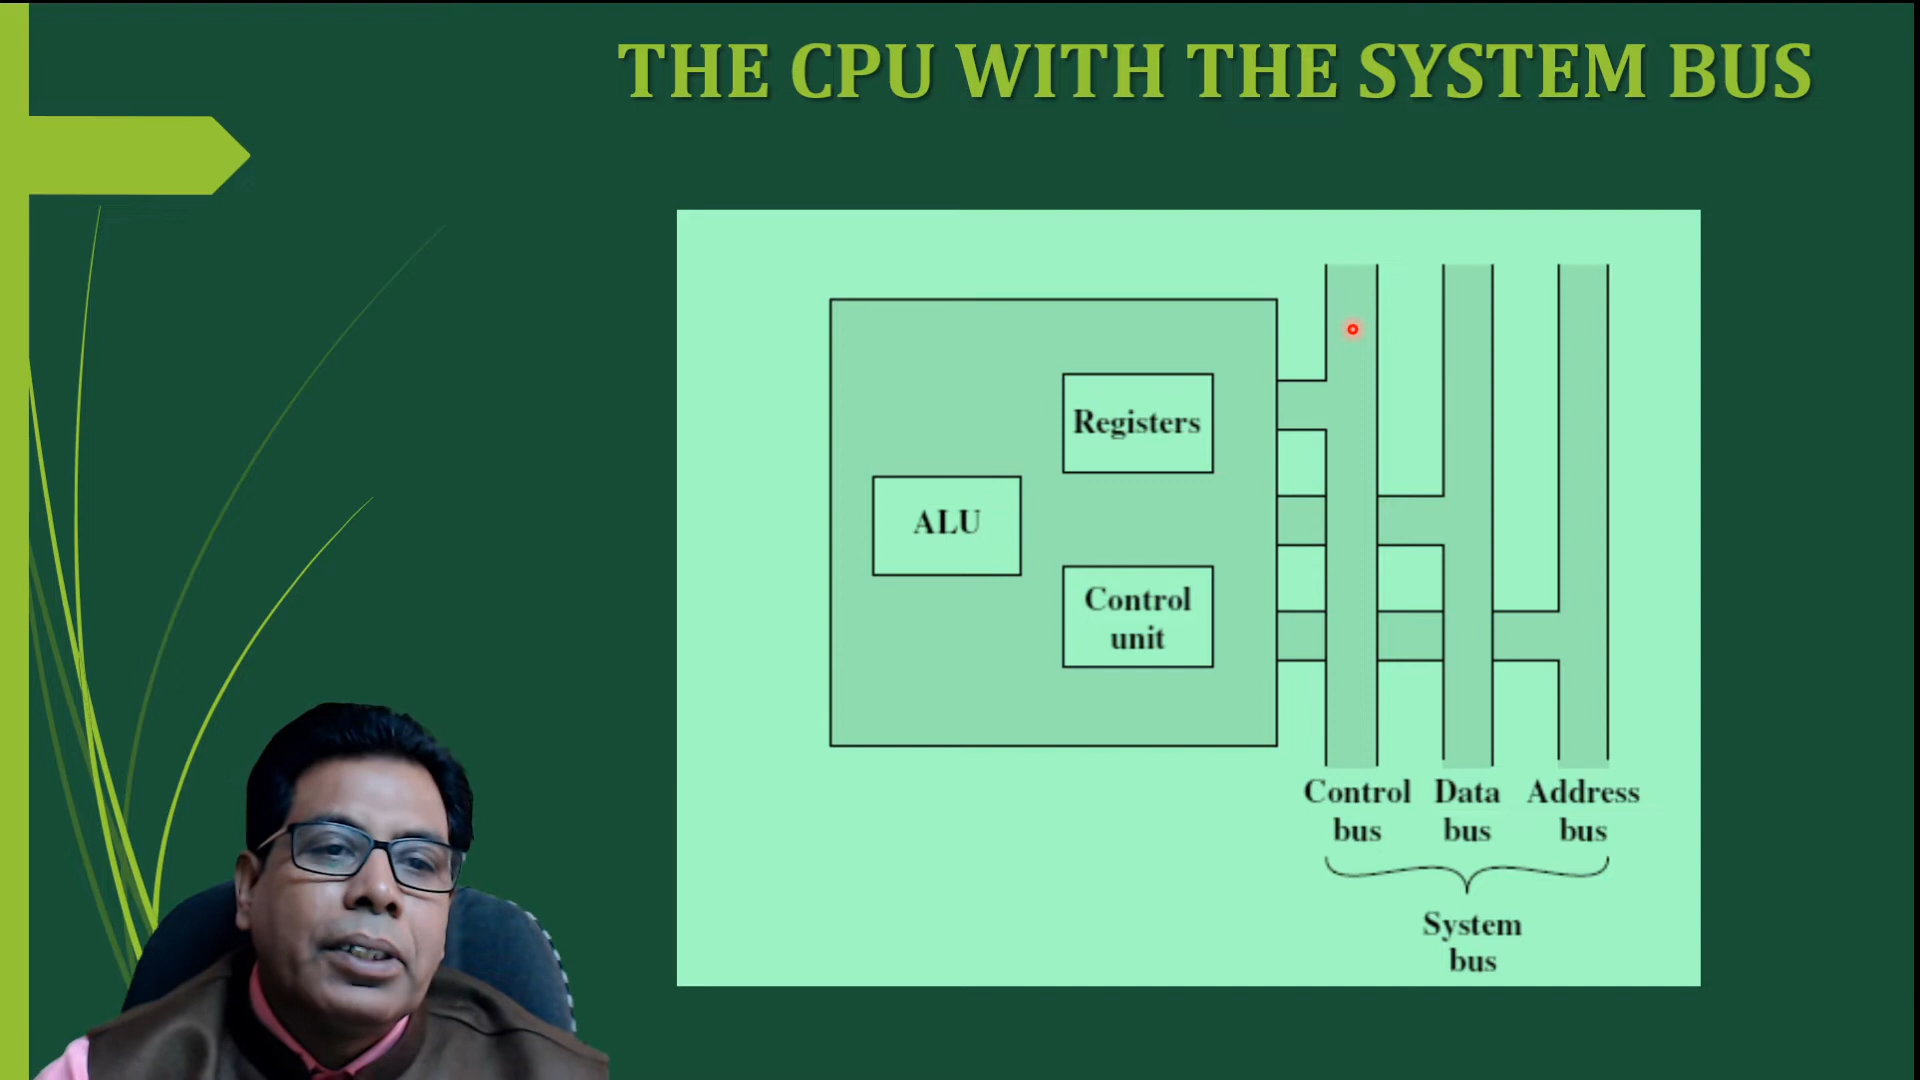 THE CPU WITH THE SYSTEM BUS
Registers
ALU
Control
unit
Control
bus
Data
bus
Address
bus
System
bus